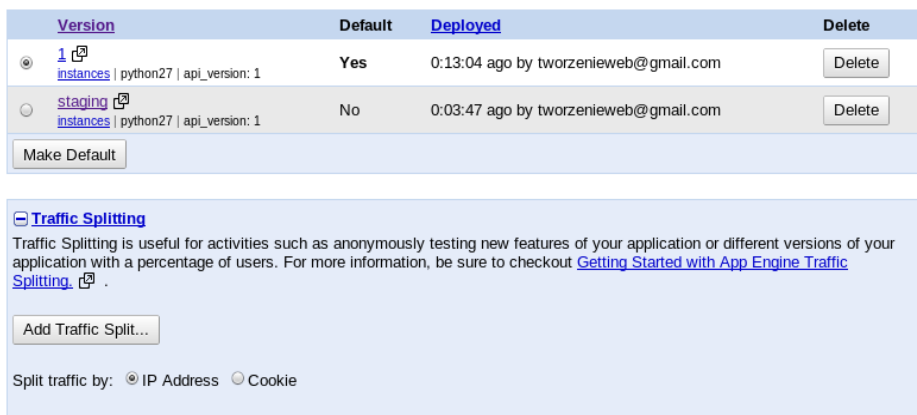 Version Default Deployed Delete
1
instances | python27 | api_version: 1 Yes 0:13:04 ago by tworzenieweb@gmail.com Delete
staging
instances | python27 | api_version: 1 No 0:03:47 ago by tworzenieweb@gmail.com Delete
Make Default
Traffic Splitting
Traffic Splitting is useful for activities such as anonymously testing new features of your application or different versions of your
application with a percentage of users. For more information, be sure to checkout Getting Started with App Engine Traffic
Splitting. .
Add Traffic Split...
Split traffic by: IP Address Cookie